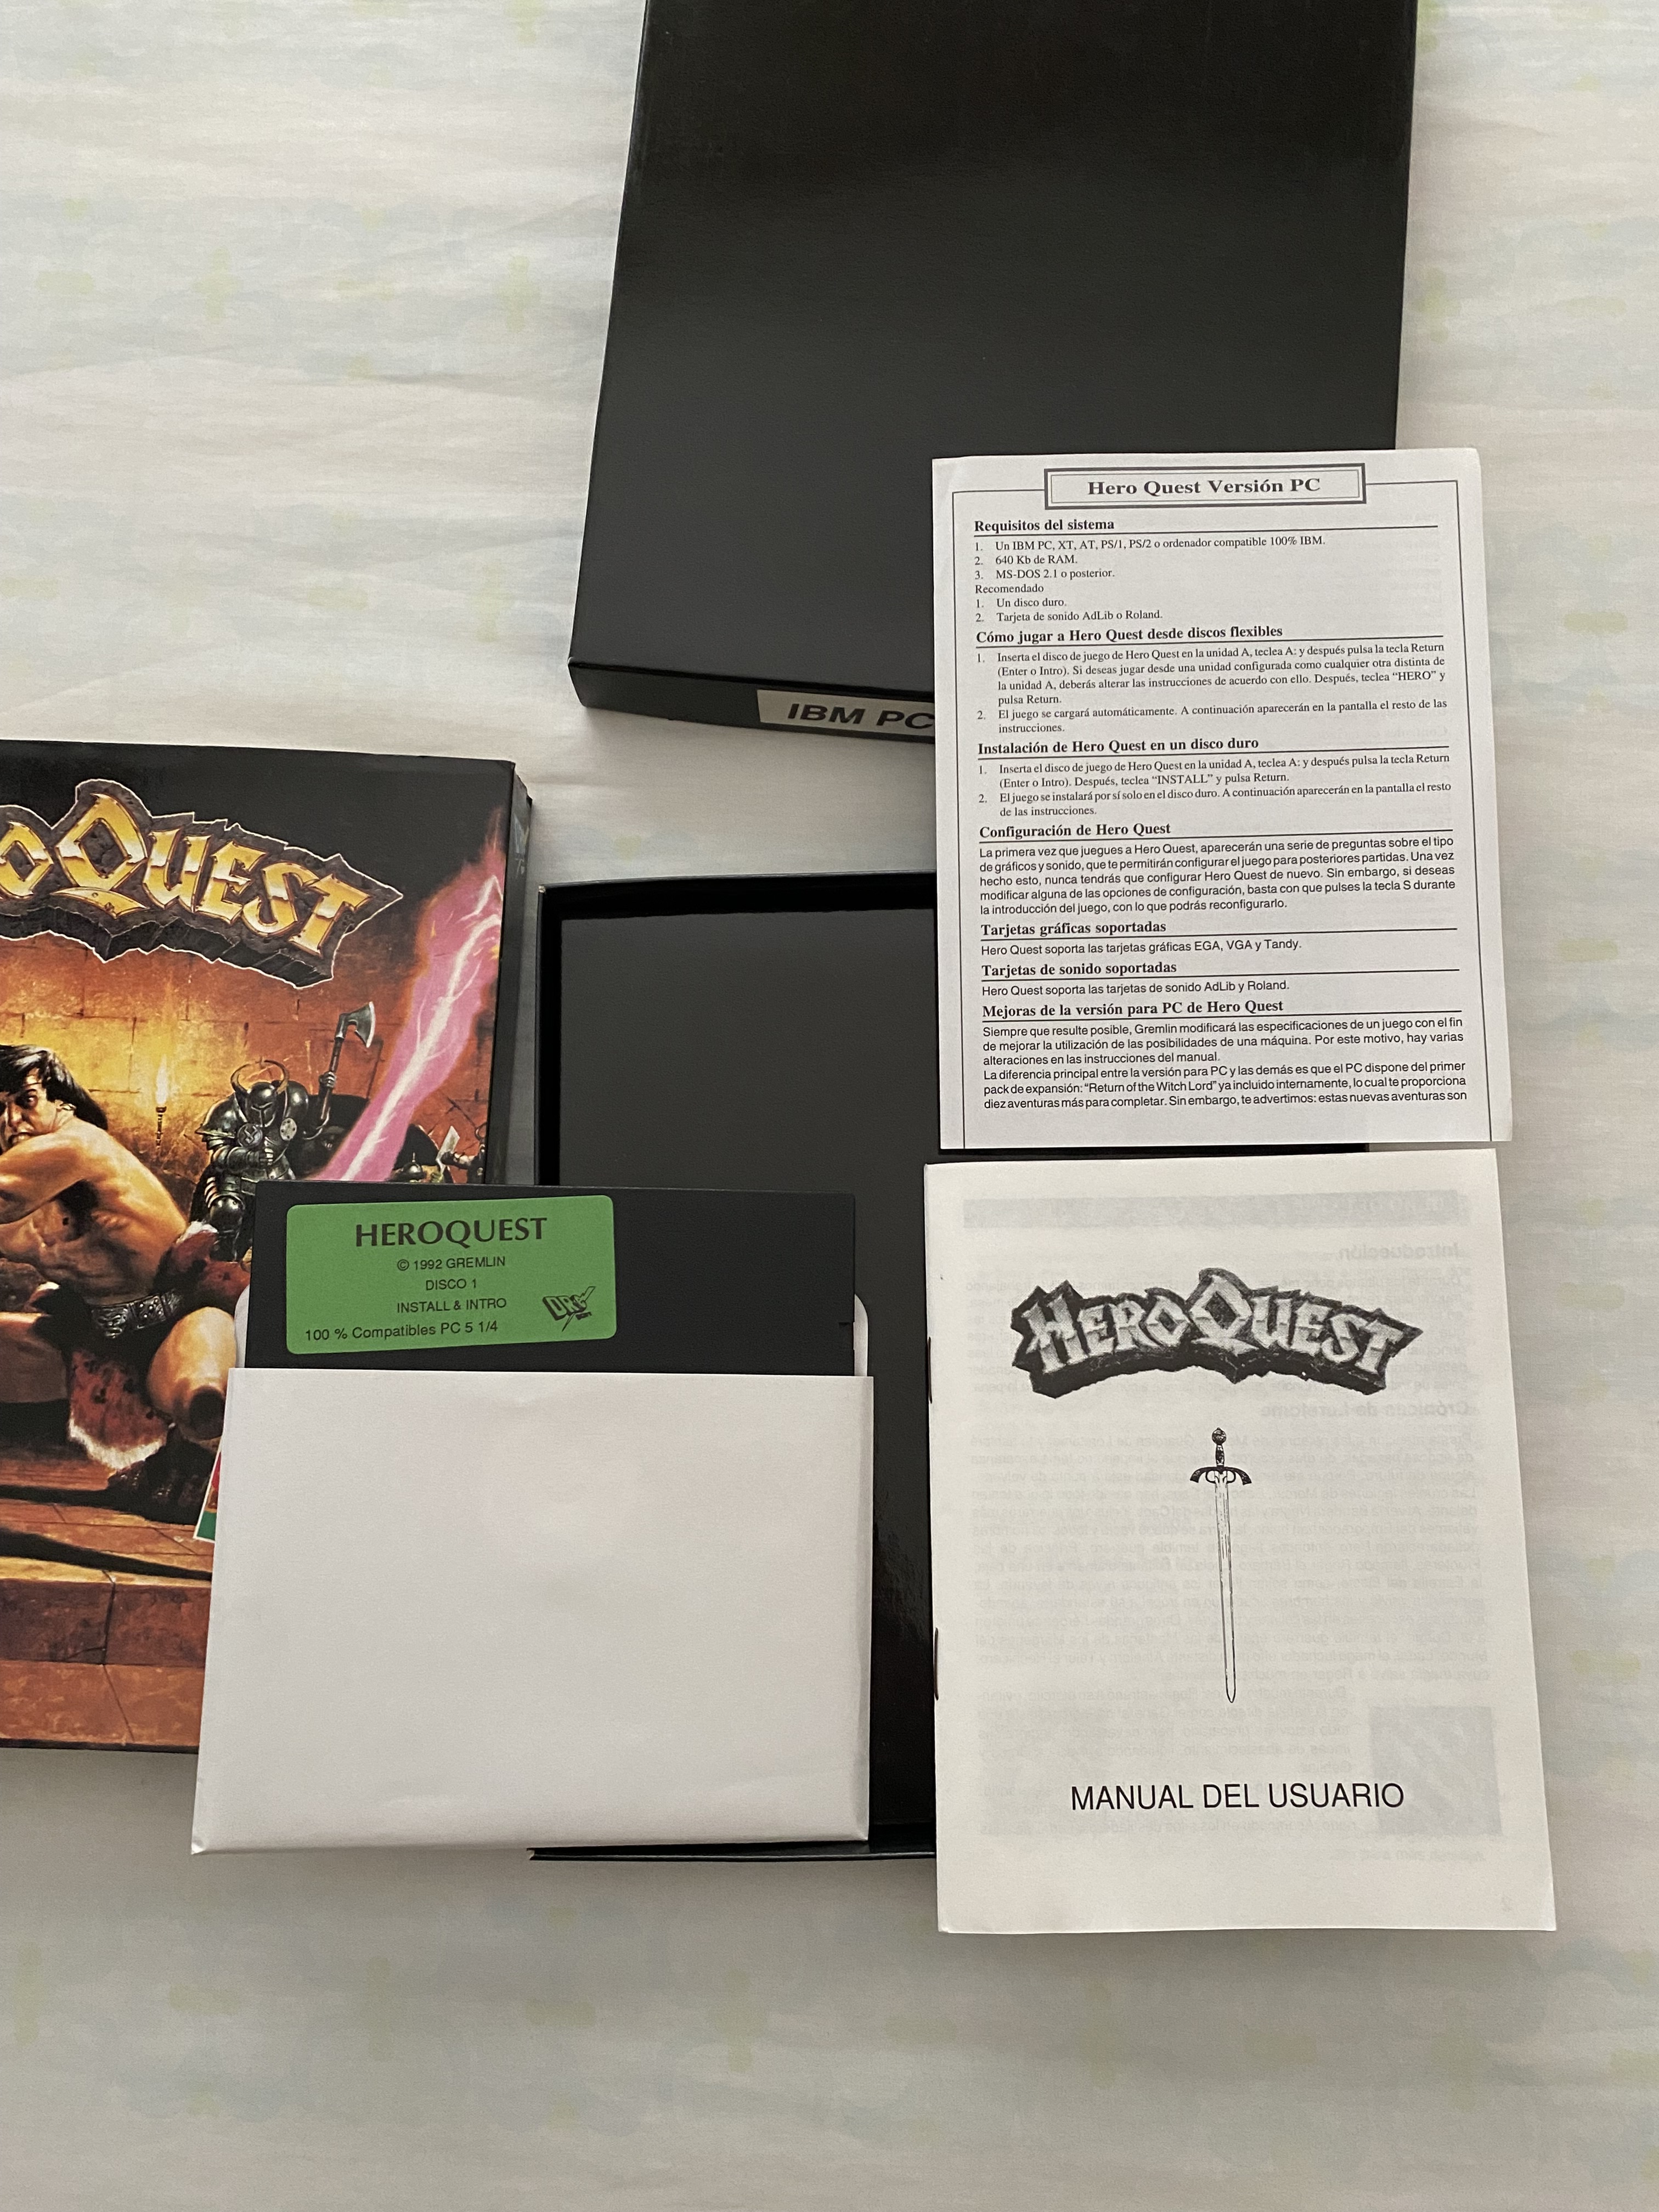 IBM PC
OQUEST
Hero Quest Versión PC
Requisitos del sistema
1. Un IBM PC, XT, AT, PS/1, PS/2 o ordenador compatible 100% IBM.
2. 640 Kb de RAM.
3. MS-DOS 2.1 o posterior.
Recomendado
1. Un disco duro.
2. Tarjeta de sonido AdLib o Roland.
Cómo jugar a Hero Quest desde discos flexibles
1. Inserta el disco de juego de Hero Quest en la unidad A, teclea A: y después pulsa la tecla Return
(Enter o Intro). Si deseas jugar desde una unidad configurada como cualquier otra distinta de
la unidad A, deberás alterar las instrucciones de acuerdo con ello. Después, teclea “HERO” y
pulsa Return.
2. El juego se cargará automáticamente. A continuación aparecerán en la pantalla el resto de las
instrucciones.
Instalación de Hero Quest en un disco duro
1. Inserta el disco de juego de Hero Quest en la unidad A, teclea A: y después pulsa la tecla Return
(Enter o Intro). Después, teclea “INSTALL” y pulsa Return.
2. El juego se instalará por sí solo en el disco duro. A continuación aparecerán en la pantalla el resto
de las instrucciones.
Configuración de Hero Quest
La primera vez que juegues a Hero Quest, aparecerán una serie de preguntas sobre el tipo
de gráficos y sonido, que te permitirán configurar el juego para posteriores partidas. Una vez
hecho esto, nunca tendrás que configurar Hero Quest de nuevo. Sin embargo, si deseas
modificar alguna de las opciones de configuración, basta con que pulses la tecla S durante
la introducción del juego, con lo que podrás reconfigurarlo.
Tarjetas gráficas soportadas
Hero Quest soporta las tarjetas gráficas EGA, VGA y Tandy.
Tarjetas de sonido soportadas
Hero Quest soporta las tarjetas de sonido AdLib y Roland.
Mejoras de la versión para PC de Hero Quest
Siempre que resulte posible, Gremlin modificará las especificaciones de un juego con el fin
de mejorar la utilización de las posibilidades de una máquina. Por este motivo, hay varias
alteraciones en las instrucciones del manual.
La diferencia principal entre la versión para PC y las demás es que el PC dispone del primer
pack de expansión: “Return of the Witch Lord” ya incluido internamente, lo cual te proporciona
diez aventuras más para completar. Sin embargo, te advertimos: estas nuevas aventuras son
HEROQUEST
© 1992 GREMLIN
DISCO 1
INSTALL & INTRO
DRO
100 % Compatibles PC 5 1/4
HEROQUEST
MANUAL DEL USUARIO